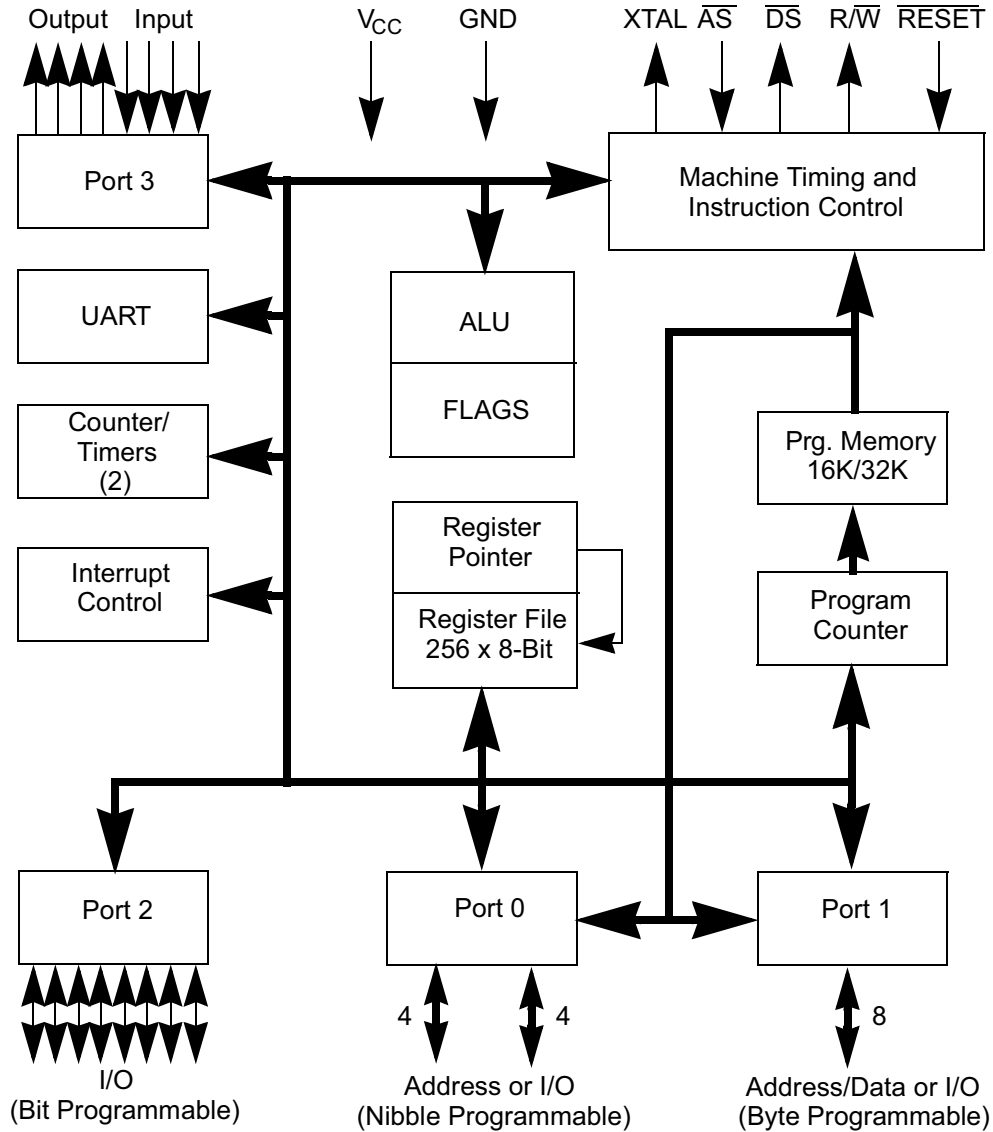 Output Input
VCC
GND
XTAL AS DS R/W RESET
Port 3
Machine Timing and
Instruction Control
UART
ALU
FLAGS
Counter/
Timers
(2)
Prg. Memory
16K/32K
Register
Pointer
Interrupt
Control
Register File
256 x 8-Bit
Program
Counter
Port 2
Port 0
Port 1
4
4
8
I/O
(Bit Programmable)
Address or I/O
(Nibble Programmable)
Address/Data or I/O
(Byte Programmable)